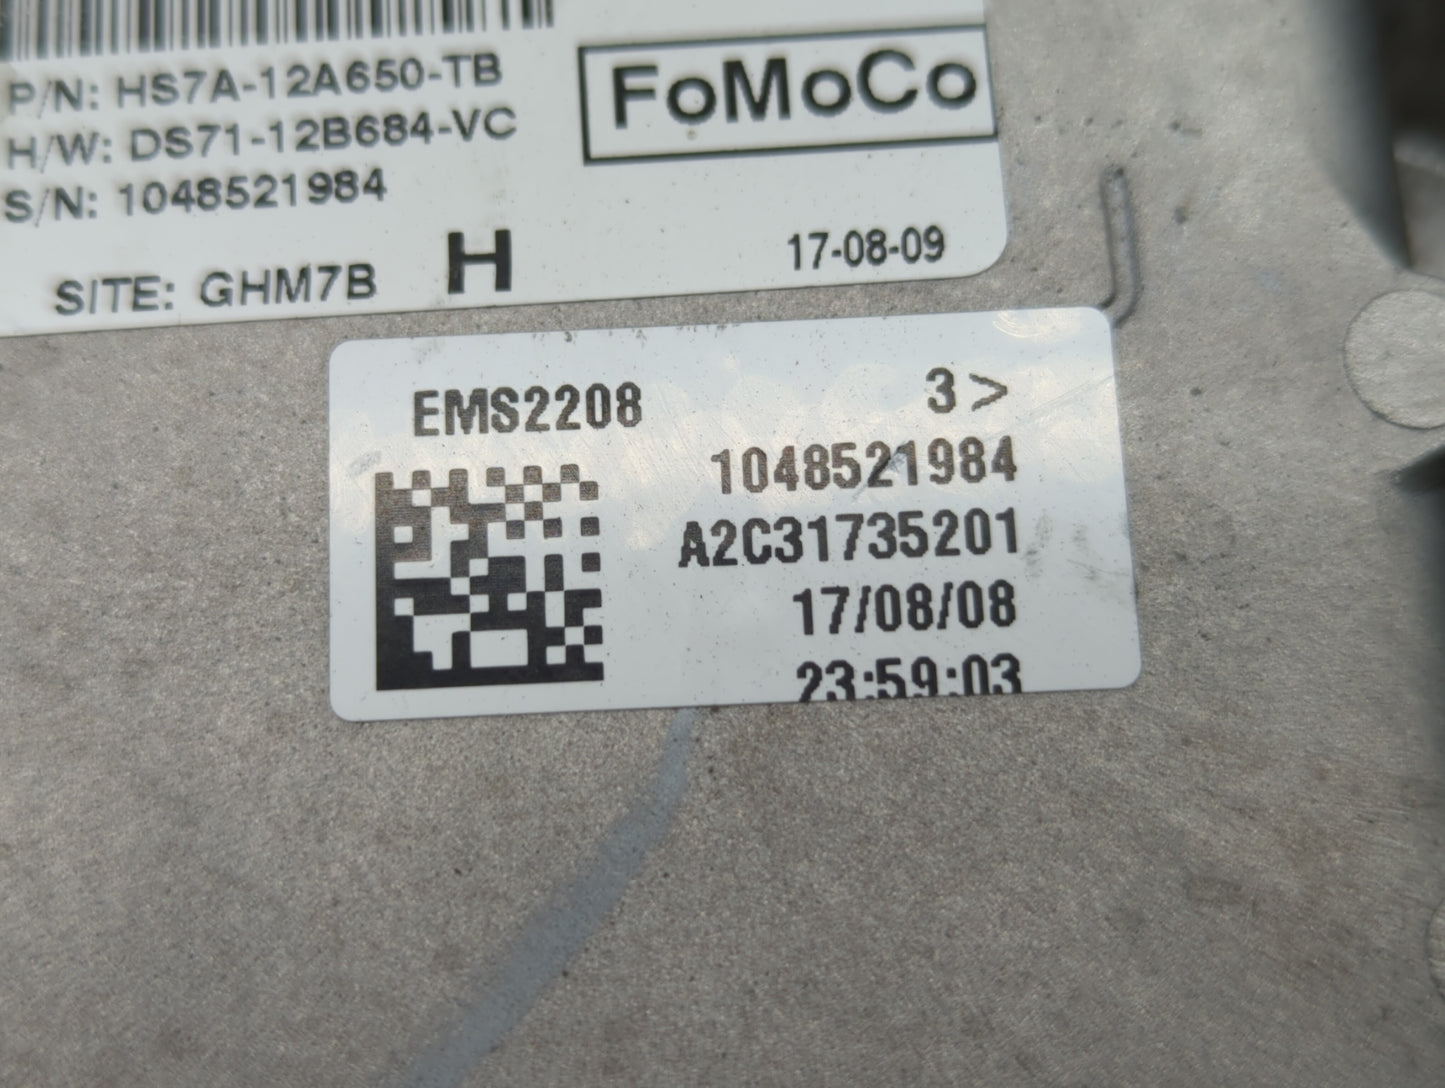 P/N: HS7A-12A650-TB
FoMoCo
H/W: DS71-12B684-VC
S/N: 1048521984
SITE: GHM7B H 17-08-09
EMS2208 3>
1048521984
A2C31735201
17/08/08
23:59:03